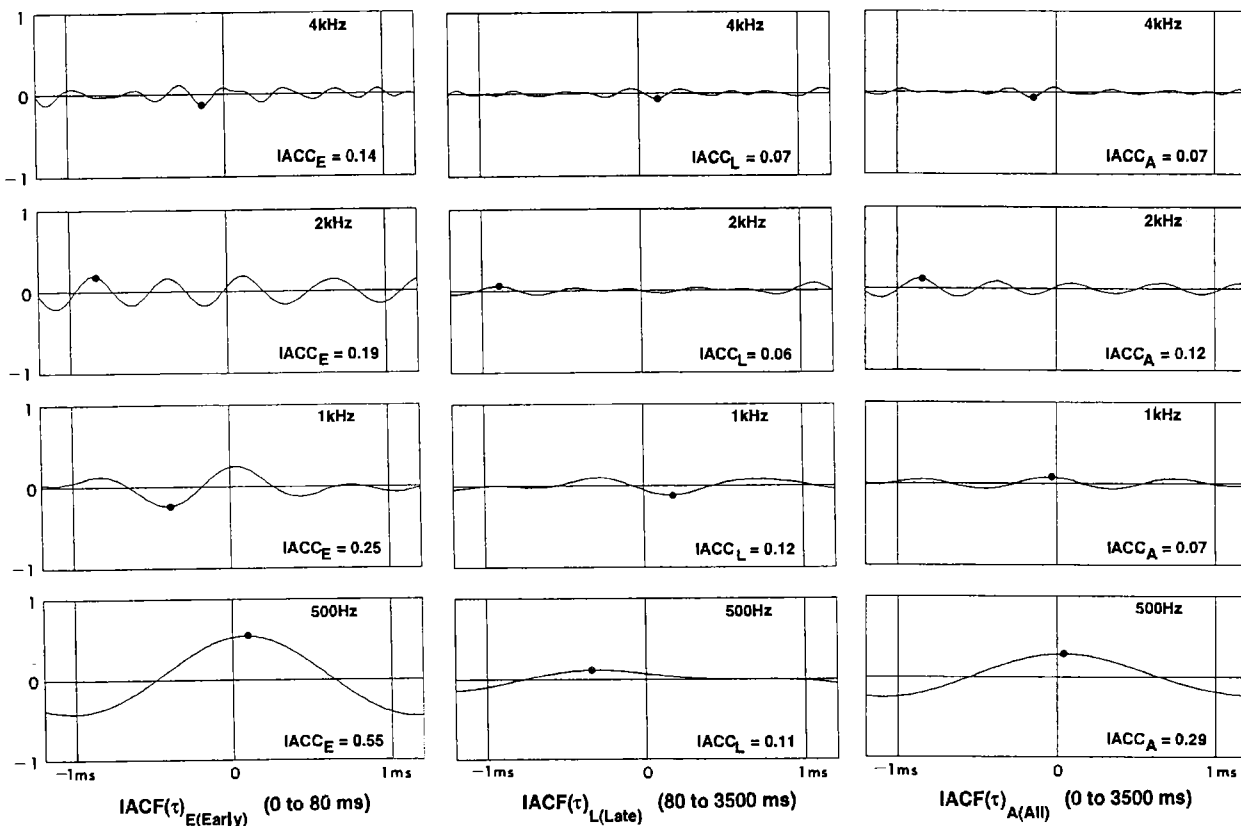 1
0
−1
4kHz
IACC_E = 0.14
4kHz
IACC_L = 0.07
4kHz
IACC_A = 0.07
1
0
−1
2kHz
IACC_E = 0.19
2kHz
IACC_L = 0.06
2kHz
IACC_A = 0.12
1
0
−1
1kHz
IACC_E = 0.25
1kHz
IACC_L = 0.12
1kHz
IACC_A = 0.07
1
0
−1
500Hz
IACC_E = 0.55
500Hz
IACC_L = 0.11
500Hz
IACC_A = 0.29
−1ms 0 1ms
−1ms 0 1ms
−1ms 0 1ms
IACF(τ)_E(Early) (0 to 80 ms)
IACF(τ)_L(Late) (80 to 3500 ms)
IACF(τ)_A(All) (0 to 3500 ms)